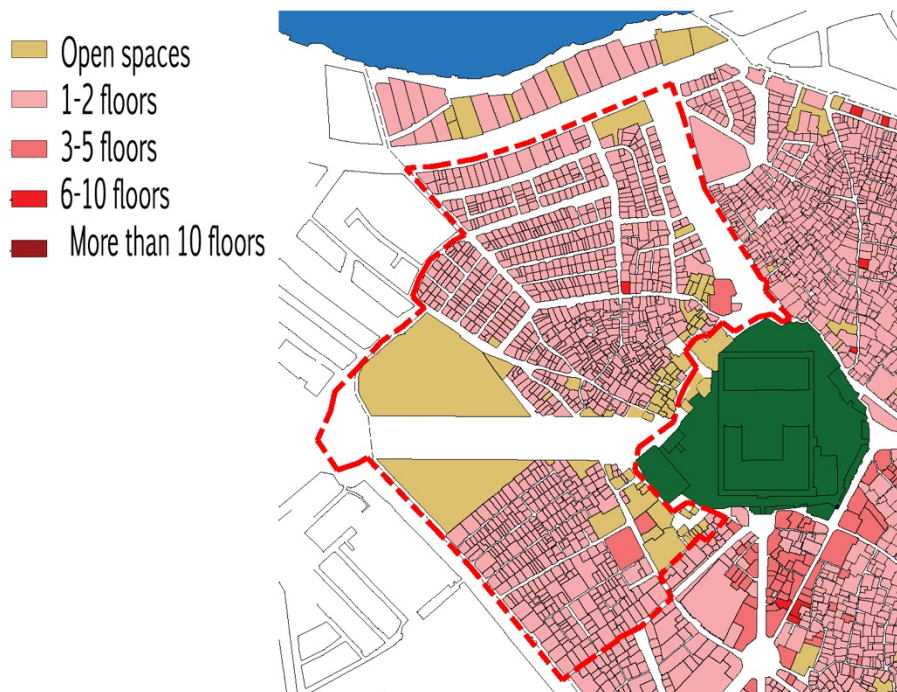 Open spaces
1-2 floors
3-5 floors
6-10 floors
More than 10 floors